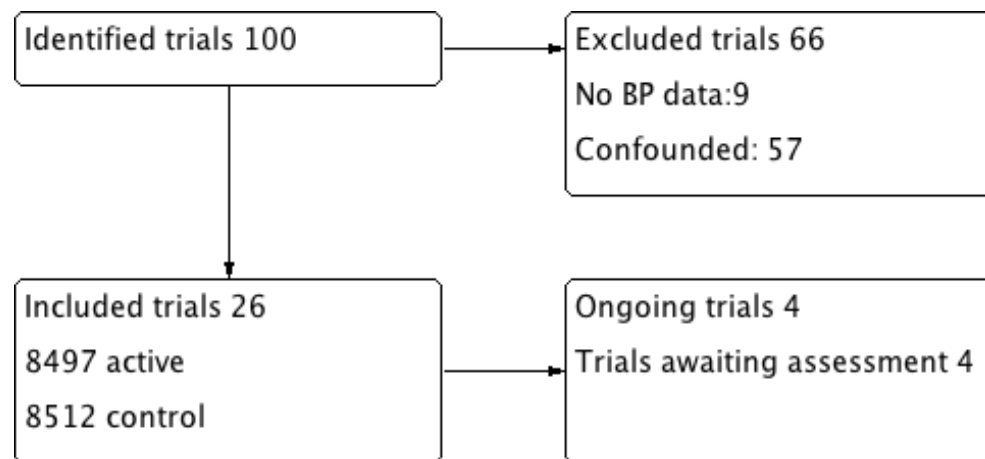 Identified trials 100
Excluded trials 66
No BP data:9
Confounded: 57
Included trials 26
8497 active
8512 control
Ongoing trials 4
Trials awaiting assessment 4